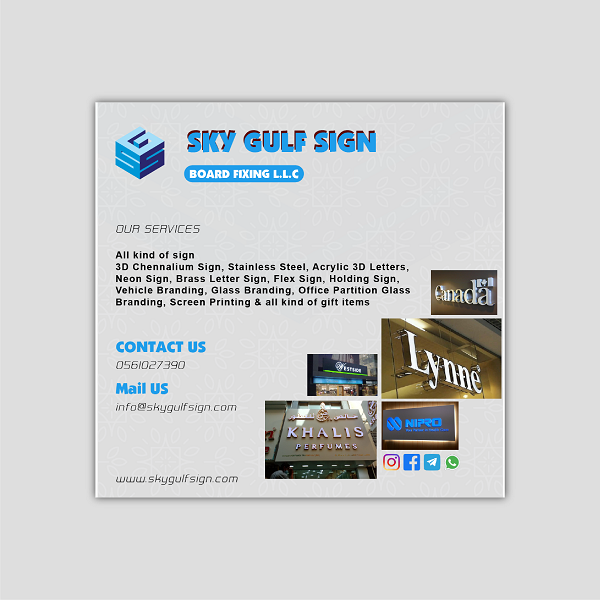 SGS
SKY GULF SIGN
BOARD FIXING L.L.C
OUR SERVICES
All kind of sign
3D Chennalium Sign, Stainless Steel, Acrylic 3D Letters,
Neon Sign, Brass Letter Sign, Flex Sign, Holding Sign,
Vehicle Branding, Glass Branding, Office Partition Glass
Branding, Screen Printing & all kind of gift items
Canada
Lynne
CONTACT US
0561027390
WESTSIDE
Mail US
info@skygulfsign.com
KHALIS
PERFUMES
NIPRO
www.skygulfsign.com